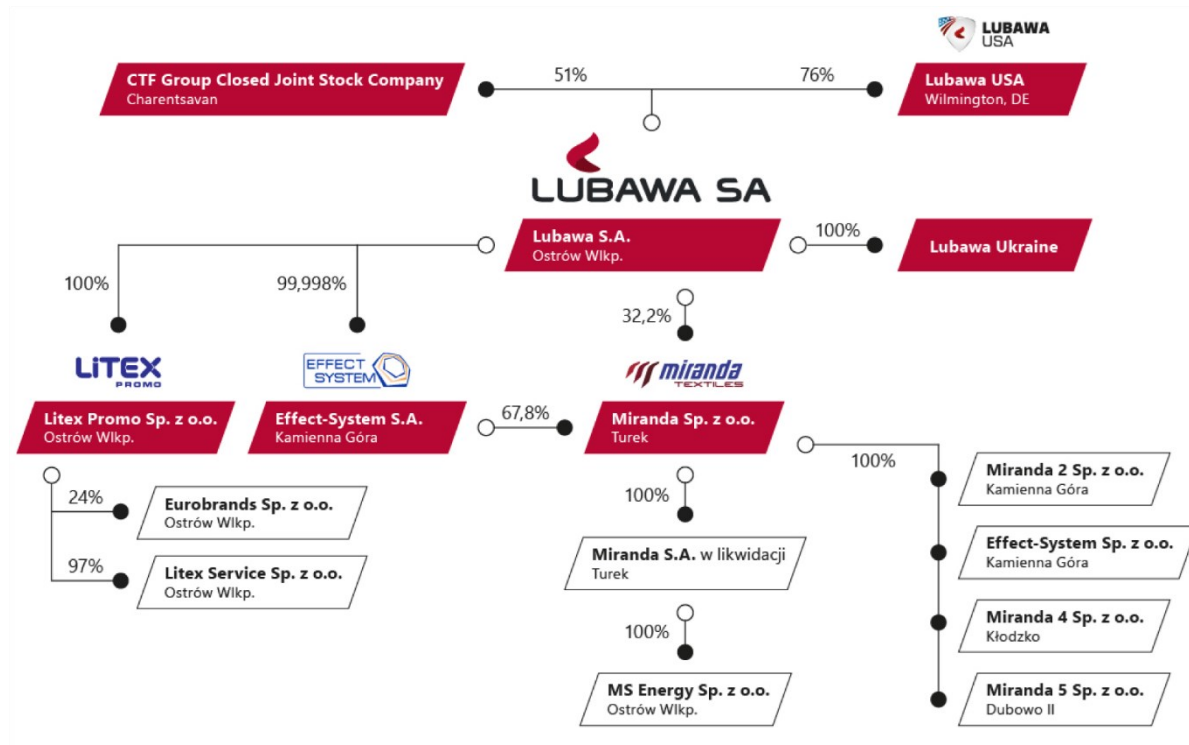 LUBAWA
USA
CTF Group Closed Joint Stock Company
Charentsavan
51%
76%
Lubawa USA
Wilmington, DE
LUBAWA SA
Lubawa S.A.
Ostrów Wlkp.
100%
Lubawa Ukraine
100%
99,998%
32,2%
LiTEX
PROMO
EFFECT
SYSTEM
miranda
TEXTILES
Litex Promo Sp. z o.o.
Ostrów Wlkp.
Effect-System S.A.
Kamienna Góra
67,8%
Miranda Sp. z o.o.
Turek
100%
24%
Eurobrands Sp. z o.o.
Ostrów Wlkp.
97%
Litex Service Sp. z o.o.
Ostrów Wlkp.
100%
Miranda S.A. w likwidacji
Turek
100%
MS Energy Sp. z o.o.
Ostrów Wlkp.
Miranda 2 Sp. z o.o.
Kamienna Góra
Effect-System Sp. z o.o.
Kamienna Góra
Miranda 4 Sp. z o.o.
Kłodzko
Miranda 5 Sp. z o.o.
Dubowo II